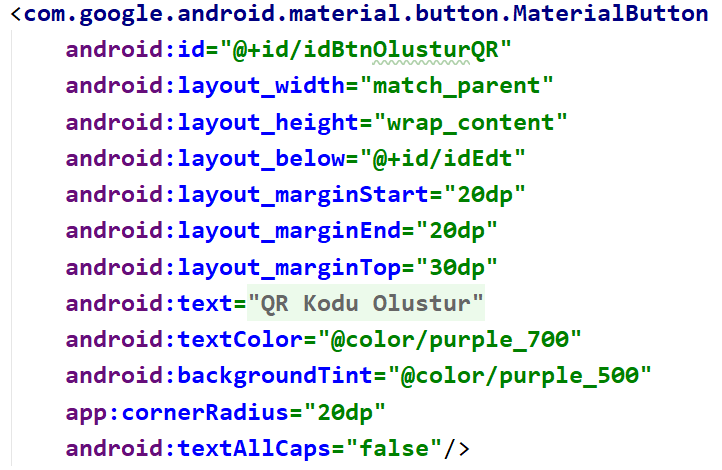 <com.google.android.material.button.MaterialButton
android:id="@+id/idBtnOlusturQR"
android:layout_width="match_parent"
android:layout_height="wrap_content"
android:layout_below="@+id/idEdt"
android:layout_marginStart="20dp"
android:layout_marginEnd="20dp"
android:layout_marginTop="30dp"
android:text="QR Kodu Olustur"
android:textColor="@color/purple_700"
android:backgroundTint="@color/purple_500"
app:cornerRadius="20dp"
android:textAllCaps="false"/>